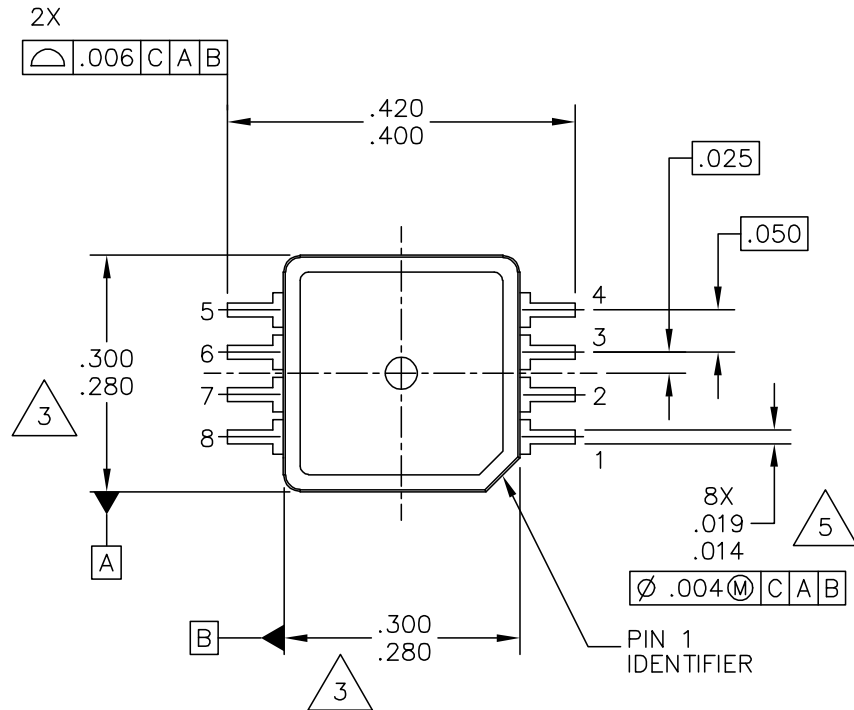 2X
⌓ .006 C A B
.420
.400
.025
.050
5
4
6
3
.300
.280
3
7
2
8
1
8X
.019
.014
5
A
Ø .004 Ⓜ C A B
B
.300
.280
3
PIN 1
IDENTIFIER